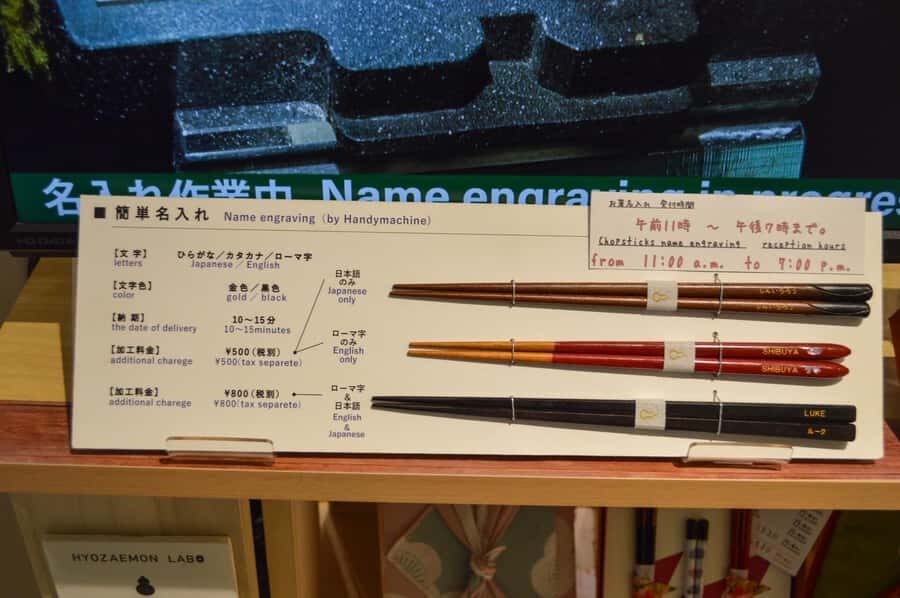 名入れ作業中 Name engraving in progres
■ 簡単名入れ Name engraving (by Handymachine)
お箸名入れ 受付時間
午前11時 ～ 午後7時まで。
Chopsticks name engraving reception hours
from 11:00 a.m. to 7:00 p.m.
【文字】 ひらがな／カタカナ／ローマ字
letters Japanese / English
【文字色】 金色／黒色
color gold / black
【納期】 10～15分
the date of delivery 10～15minutes
【加工料金】 ¥500(税別)
additional charege ¥500(tax separete)
日本語
のみ
Japanese
only
ローマ字
のみ
English
only
【加工料金】 ¥800(税別)
additional charege ¥800(tax separete)
ローマ字
&
日本語
English
&
Japanese
SHIBUYA
SHIBUYA
LUKE
ルーク
HYOZAEMON LAB